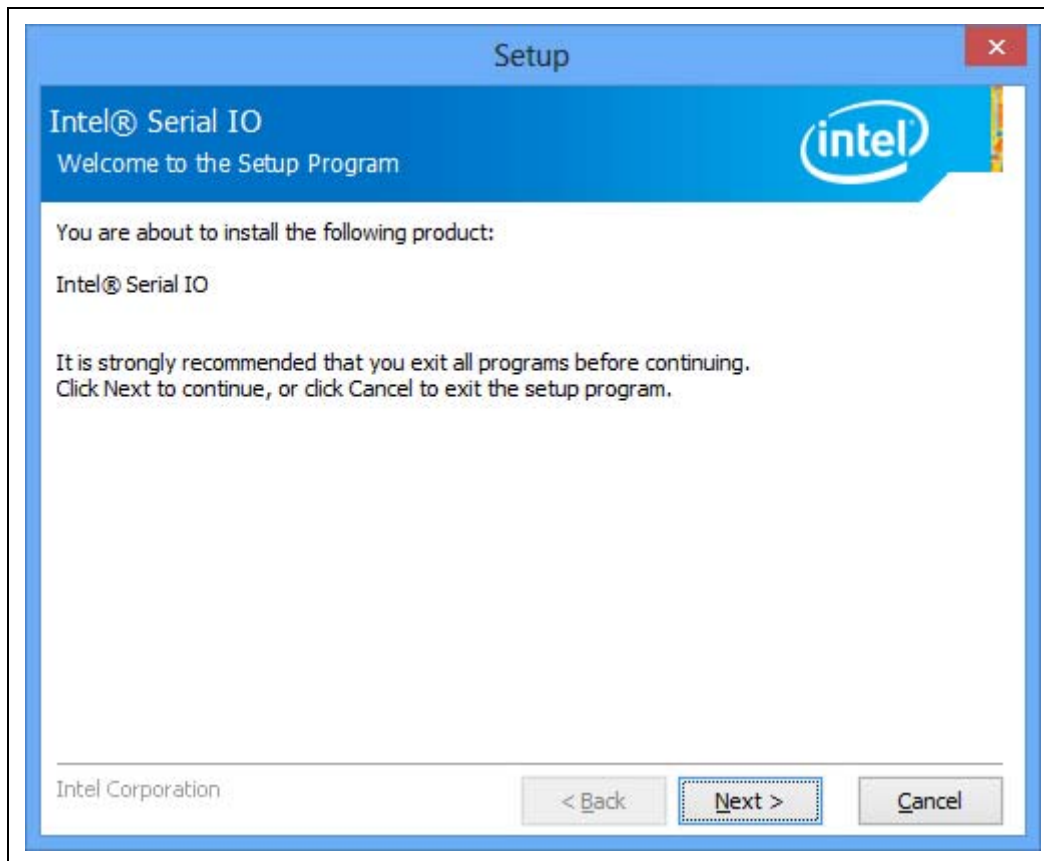 Setup
Intel® Serial IO
Welcome to the Setup Program
intel
You are about to install the following product:
Intel® Serial IO
It is strongly recommended that you exit all programs before continuing.
Click Next to continue, or click Cancel to exit the setup program.
Intel Corporation
< Back
Next >
Cancel